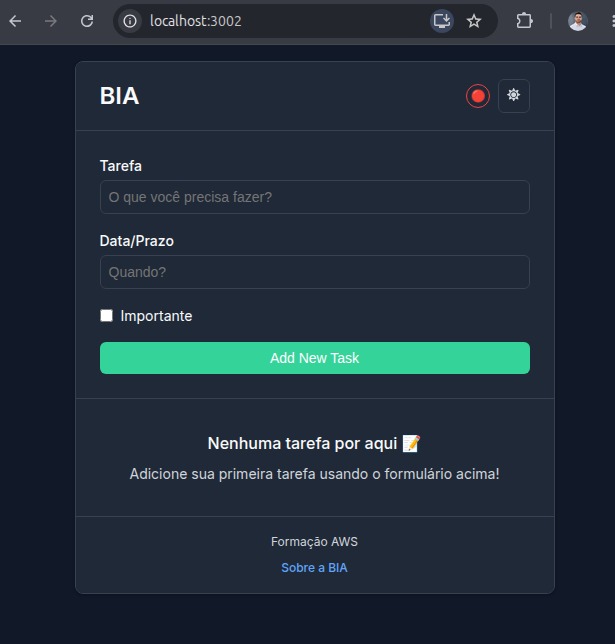 localhost:3002
BIA
Tarefa
O que você precisa fazer?
Data/Prazo
Quando?
Importante
Add New Task
Nenhuma tarefa por aqui 📝
Adicione sua primeira tarefa usando o formulário acima!
Formação AWS
Sobre a BIA